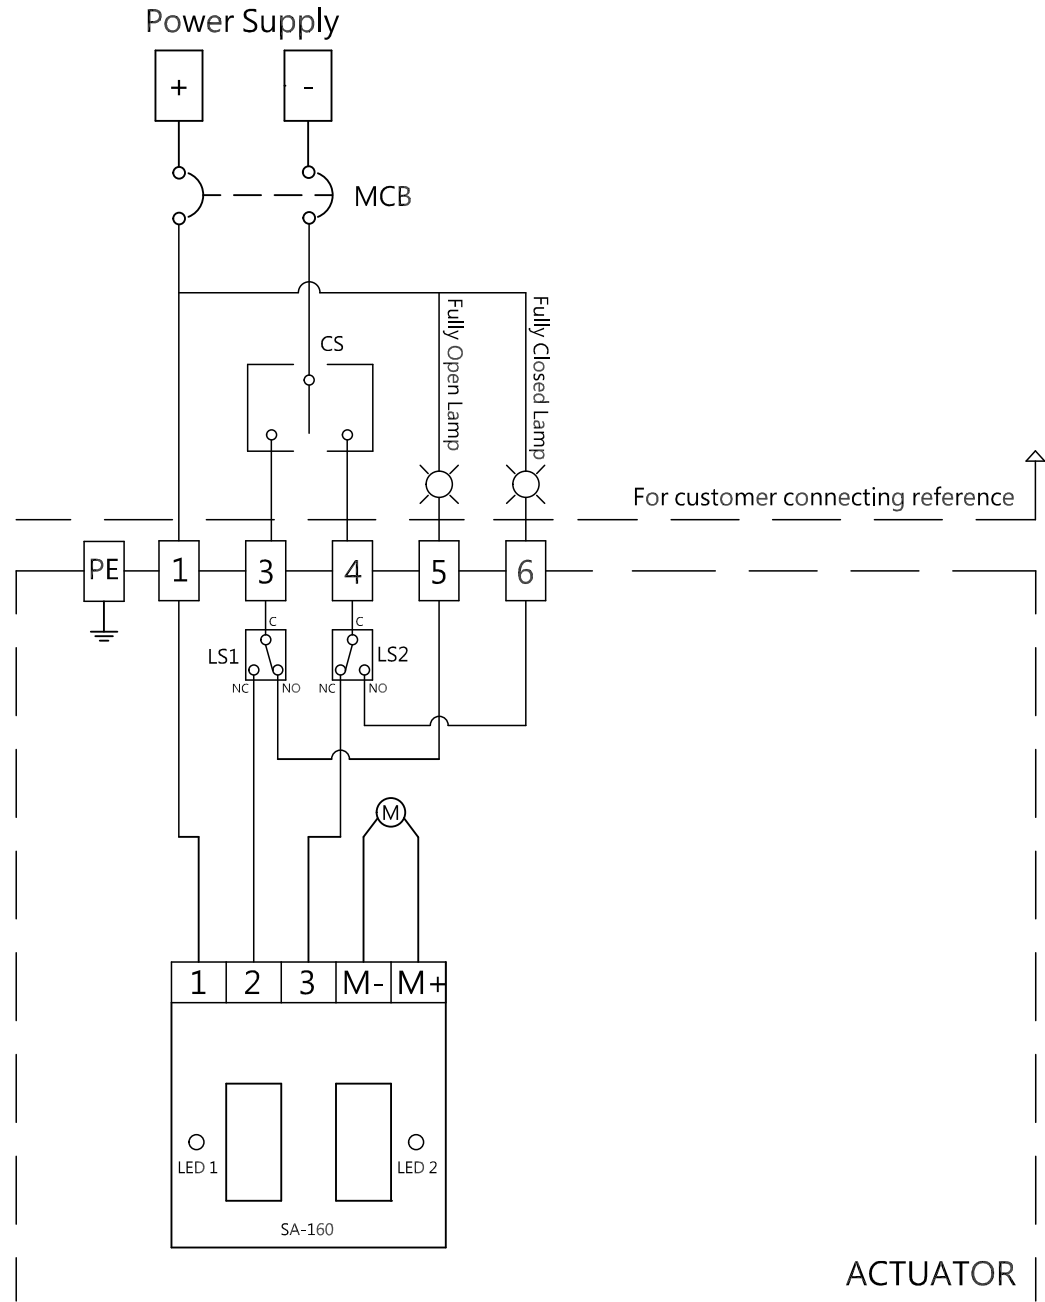 Power Supply
+
-
MCB
CS
Fully Open Lamp
Fully Closed Lamp
For customer connecting reference
PE
1
3
4
5
6
C
C
LS1
LS2
NC
NO
NC
NO
M
1
2
3
M-
M+
LED 1
LED 2
SA-160
ACTUATOR